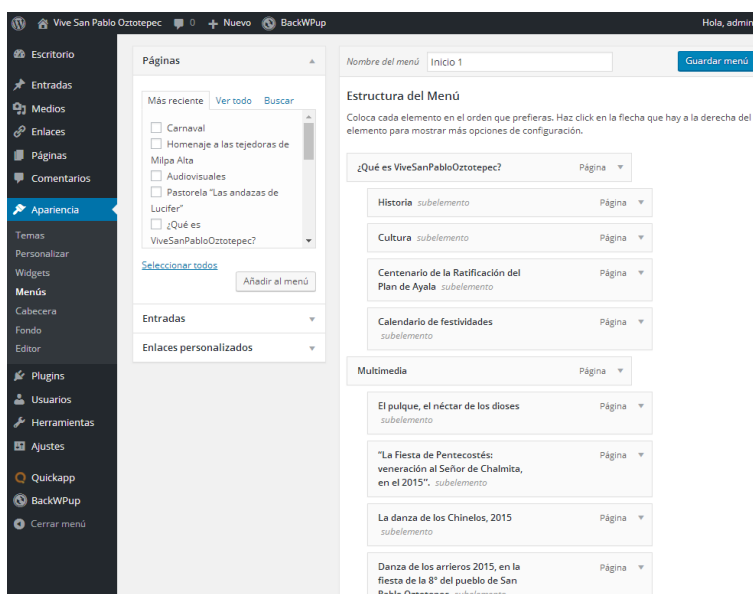 Vive San Pablo Oztotepec 0 + Nuevo BackWPup Hola, admin
Escritorio
Entradas
Medios
Enlaces
Páginas
Comentarios
Apariencia
Temas
Personalizar
Widgets
Menús
Cabecera
Fondo
Editor
Plugins
Usuarios
Herramientas
Ajustes
Quickapp
BackWPup
Cerrar menú
Páginas
Más reciente Ver todo Buscar
Carnaval
Homenaje a las tejedoras de
Milpa Alta
Audiovisuales
Pastorela "Las andazas de
Lucifer"
¿Qué es
ViveSanPabloOztotepec?
Seleccionar todos
Añadir al menú
Entradas
Enlaces personalizados
Nombre del menú Inicio 1 Guardar menú
Estructura del Menú
Coloca cada elemento en el orden que prefieras. Haz click en la flecha que hay a la derecha del
elemento para mostrar más opciones de configuración.
¿Qué es ViveSanPabloOztotepec? Página
Historia subelemento Página
Cultura subelemento Página
Centenario de la Ratificación del Página
Plan de Ayala subelemento
Calendario de festividades Página
subelemento
Multimedia Página
El pulque, el néctar de los dioses Página
subelemento
"La Fiesta de Pentecostés: Página
veneración al Señor de Chalmita,
en el 2015". subelemento
La danza de los Chinelos, 2015 Página
subelemento
Danza de los arrieros 2015, en la Página
fiesta de la 8° del pueblo de San
Pablo Oztotepec subelemento